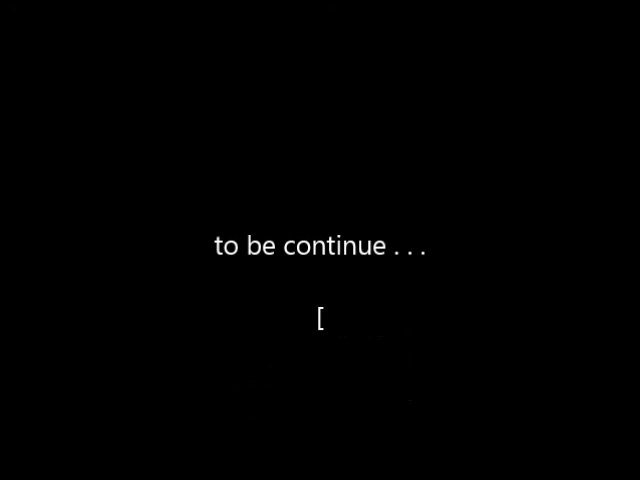 to be continue . . .
[